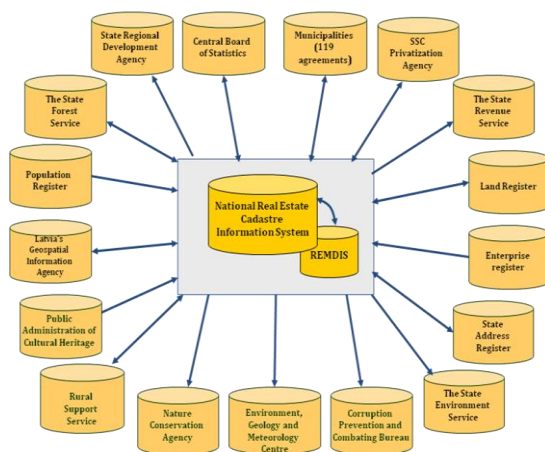 State Regional
Development
Agency
Central Board
of Statistics
Municipalities
(119
agreements)
SSC
Privatization
Agency
The State
Forest
Service
The State
Revenue
Service
Population
Register
National Real Estate
Cadastre
Information System
REMDIS
Land Register
Latvia's
Geospatial
Information
Agency
Enterprise
register
Public
Administration of
Cultural Heritage
State
Address
Register
Rural
Support
Service
Nature
Conservation
Agency
Environment,
Geology and
Meteorology
Centre
Corruption
Prevention and
Combating Bureau
The State
Environment
Service